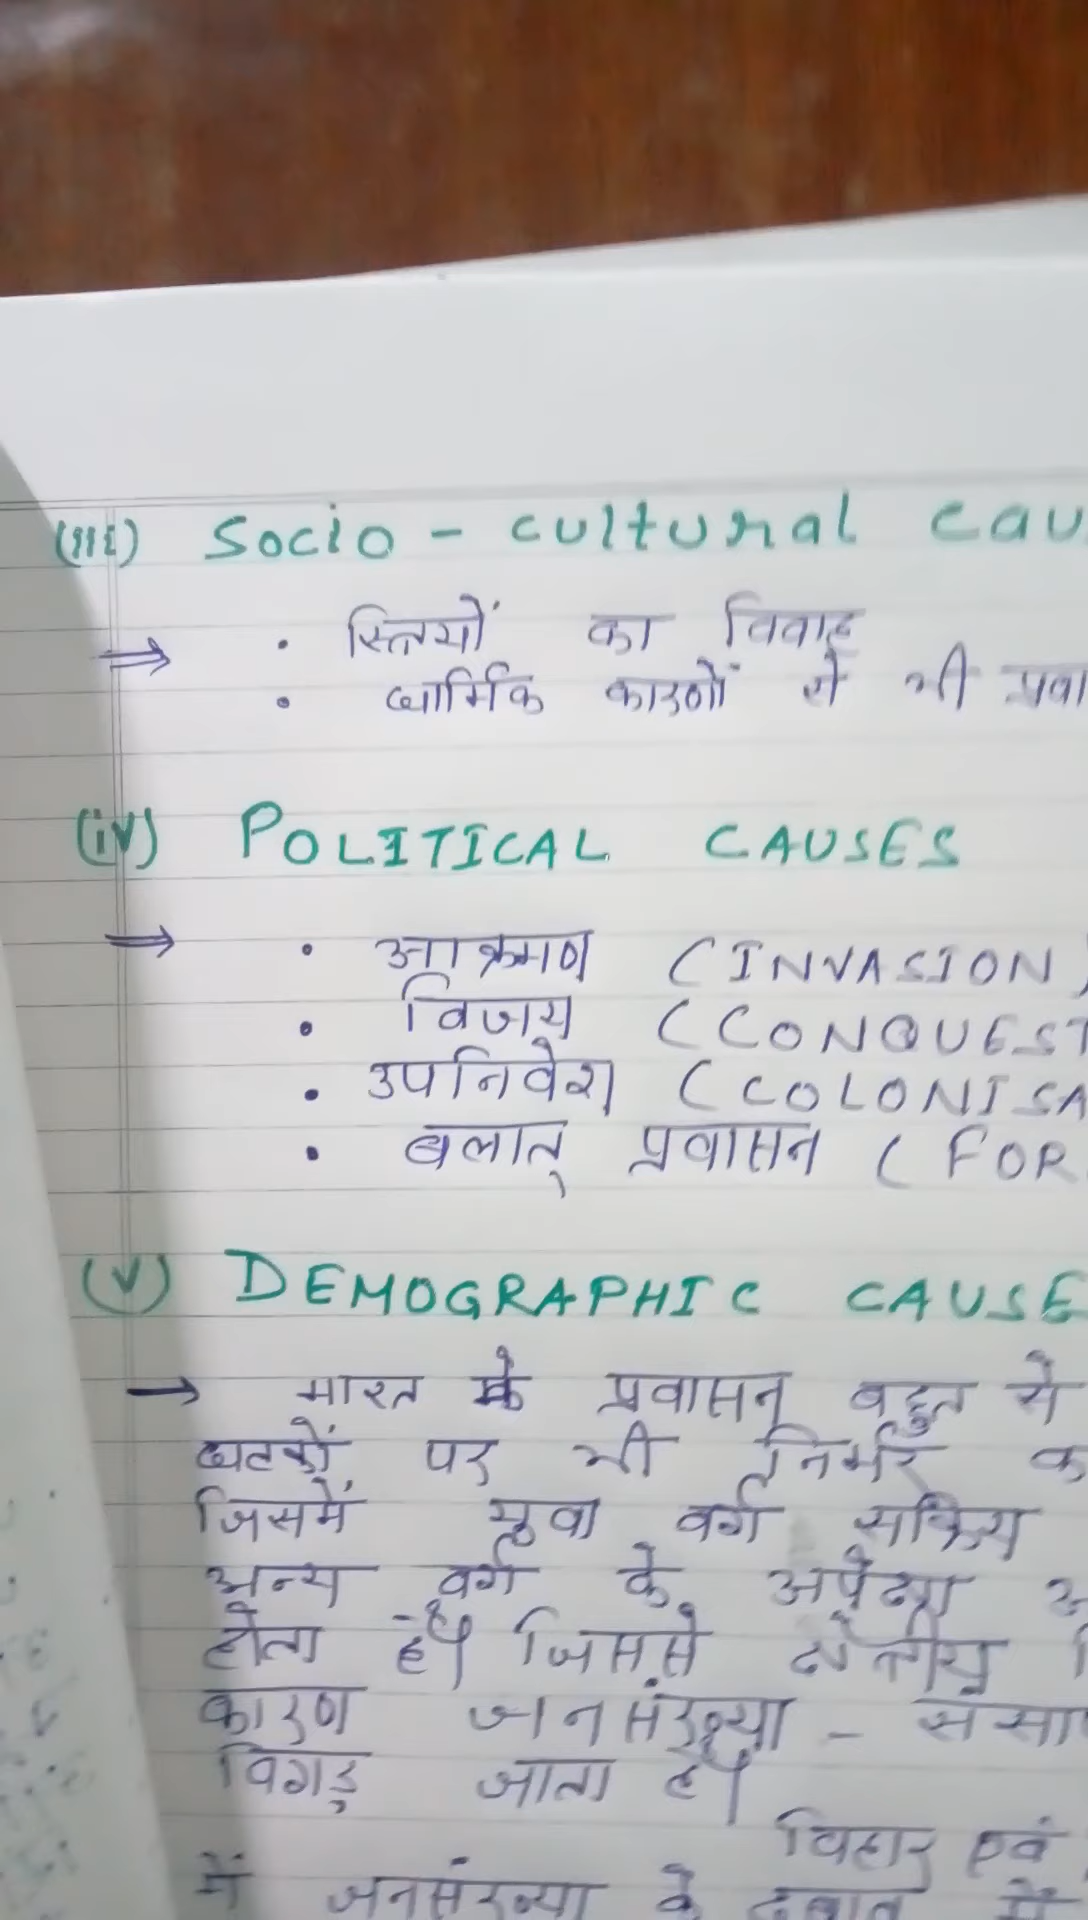 (iii) Socio - cultural Cau
⇒ • स्त्रियों का विवाह
• धार्मिक कारणों से भी प्रवा
(iv) POLITICAL CAUSES
⇒ • आक्रमण (INVASION)
• विजय (CONQUEST
• उपनिवेश (COLONISA
• बलात् प्रवासन (FOR
(v) DEMOGRAPHIC CAUSE
→ भारत के प्रवासन बहुत से
घटकों पर भी निर्भर क
जिसमें युवा वर्ग सक्रिय
अन्य वर्ग के अपेक्षा
होता है। जिससे क्षेत्रीय
कारण जनसंख्या - संसा
बिगड़ जाता है।
बिहार एवं
में जनसंख्या के दबाव में